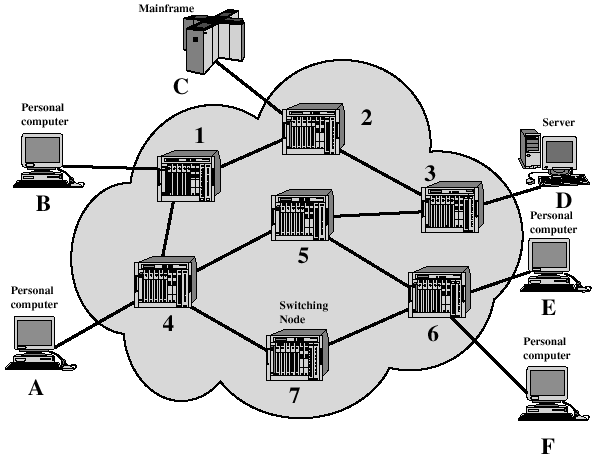 Mainframe
C
Personal
computer
B
1
2
Server
D
3
5
Personal
computer
E
Personal
computer
A
4
Switching
Node
7
6
Personal
computer
F